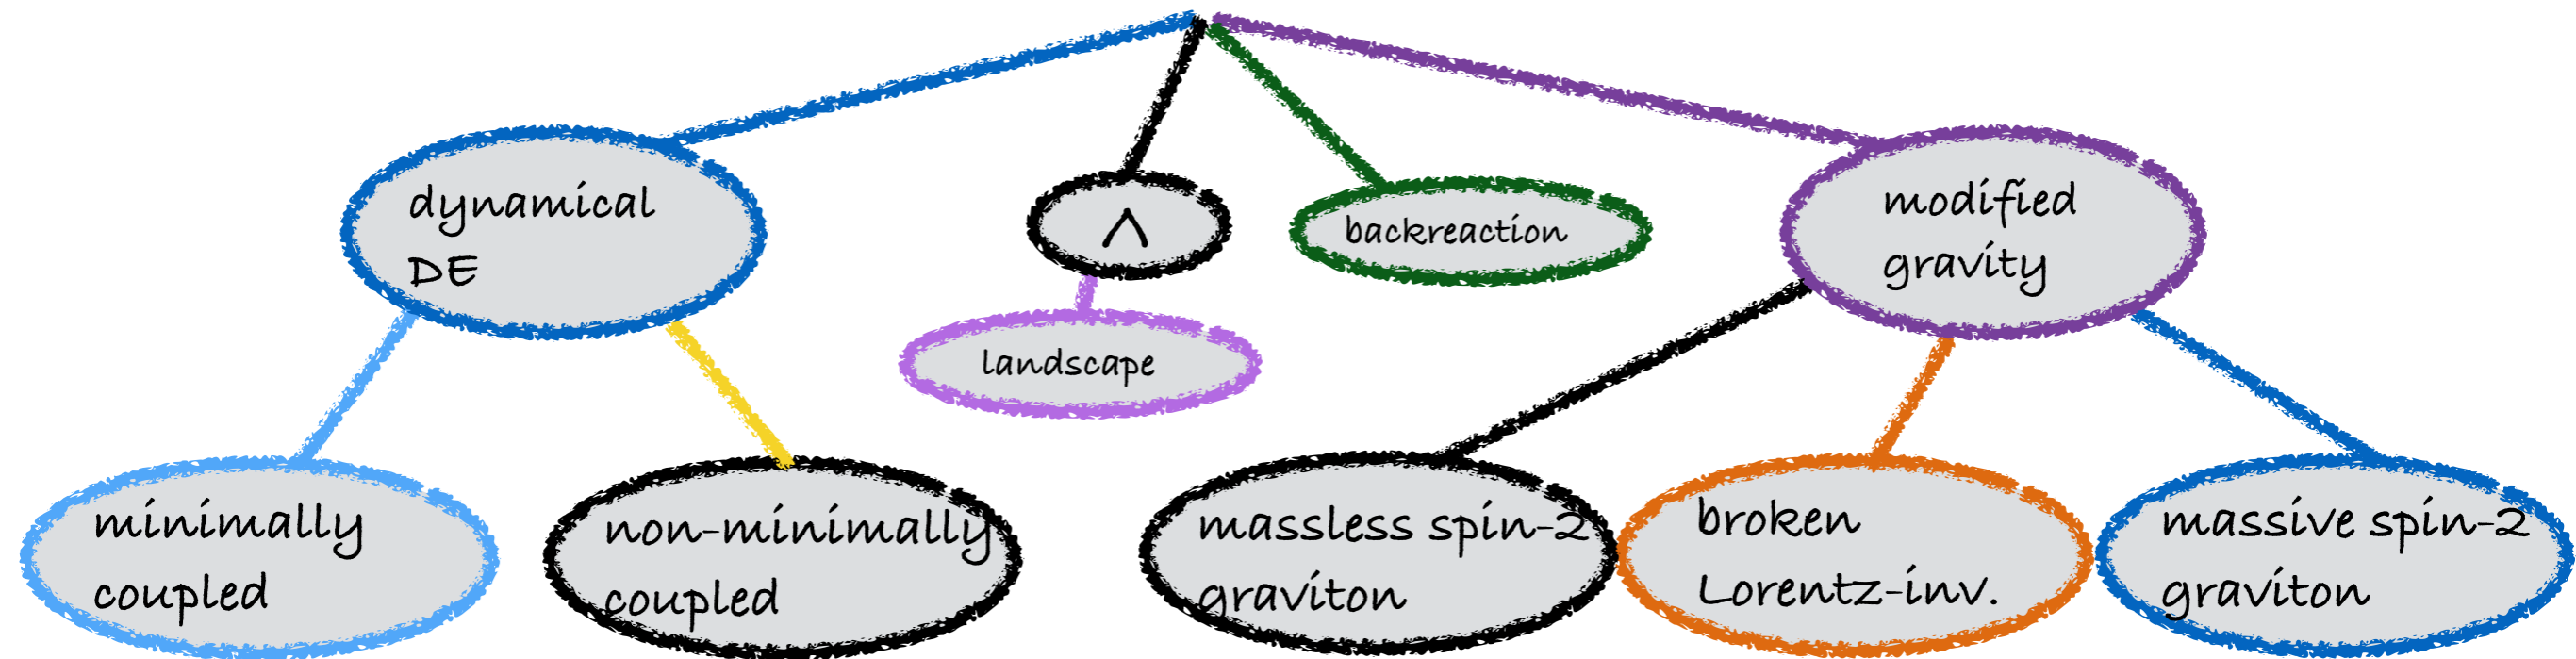 dynamical
DE
Λ
backreaction
modified
gravity
landscape
minimally
coupled
non-minimally
coupled
massless spin-2
graviton
broken
Lorentz-inv.
massive spin-2
graviton